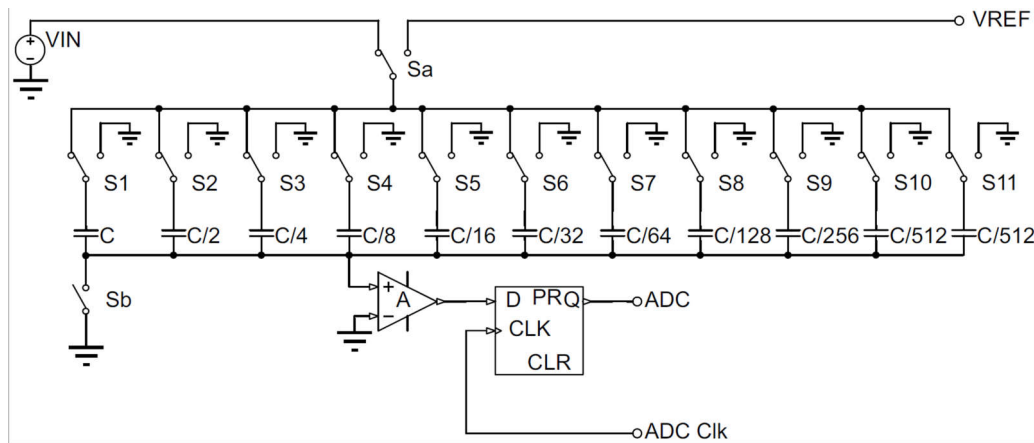 VREF
VIN
Sa
S1 S2 S3 S4 S5 S6 S7 S8 S9 S10 S11
C C/2 C/4 C/8 C/16 C/32 C/64 C/128 C/256 C/512 C/512
Sb
+
A
−
D PR Q
CLK
CLR
ADC
ADC Clk